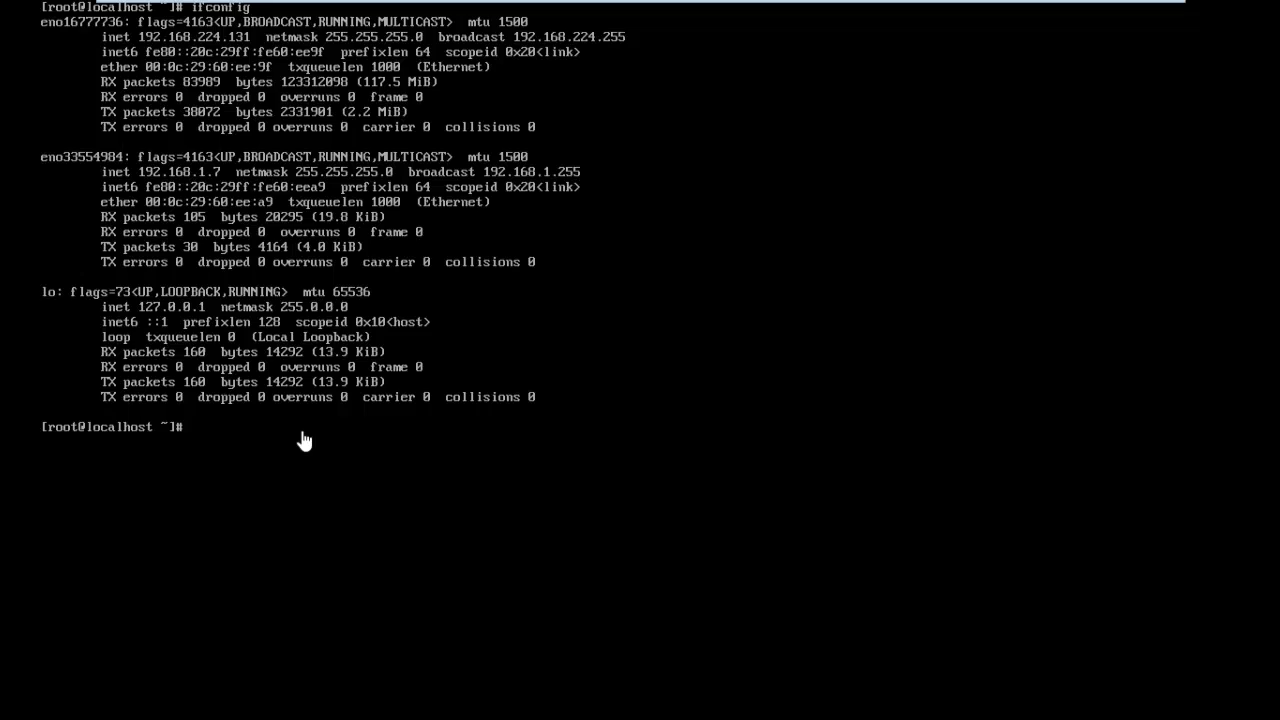 [root@localhost ~]# ifconfig
eno16777736: flags=4163<UP,BROADCAST,RUNNING,MULTICAST>  mtu 1500
        inet 192.168.224.131  netmask 255.255.255.0  broadcast 192.168.224.255
        inet6 fe80::20c:29ff:fe60:ee9f  prefixlen 64  scopeid 0x20<link>
        ether 00:0c:29:60:ee:9f  txqueuelen 1000  (Ethernet)
        RX packets 83989  bytes 123312098 (117.5 MiB)
        RX errors 0  dropped 0  overruns 0  frame 0
        TX packets 38072  bytes 2331901 (2.2 MiB)
        TX errors 0  dropped 0 overruns 0  carrier 0  collisions 0

eno33554984: flags=4163<UP,BROADCAST,RUNNING,MULTICAST>  mtu 1500
        inet 192.168.1.7  netmask 255.255.255.0  broadcast 192.168.1.255
        inet6 fe80::20c:29ff:fe60:eea9  prefixlen 64  scopeid 0x20<link>
        ether 00:0c:29:60:ee:a9  txqueuelen 1000  (Ethernet)
        RX packets 105  bytes 20295 (19.8 KiB)
        RX errors 0  dropped 0  overruns 0  frame 0
        TX packets 30  bytes 4164 (4.0 KiB)
        TX errors 0  dropped 0 overruns 0  carrier 0  collisions 0

lo: flags=73<UP,LOOPBACK,RUNNING>  mtu 65536
        inet 127.0.0.1  netmask 255.0.0.0
        inet6 ::1  prefixlen 128  scopeid 0x10<host>
        loop  txqueuelen 0  (Local Loopback)
        RX packets 160  bytes 14292 (13.9 KiB)
        RX errors 0  dropped 0  overruns 0  frame 0
        TX packets 160  bytes 14292 (13.9 KiB)
        TX errors 0  dropped 0 overruns 0  carrier 0  collisions 0

[root@localhost ~]#